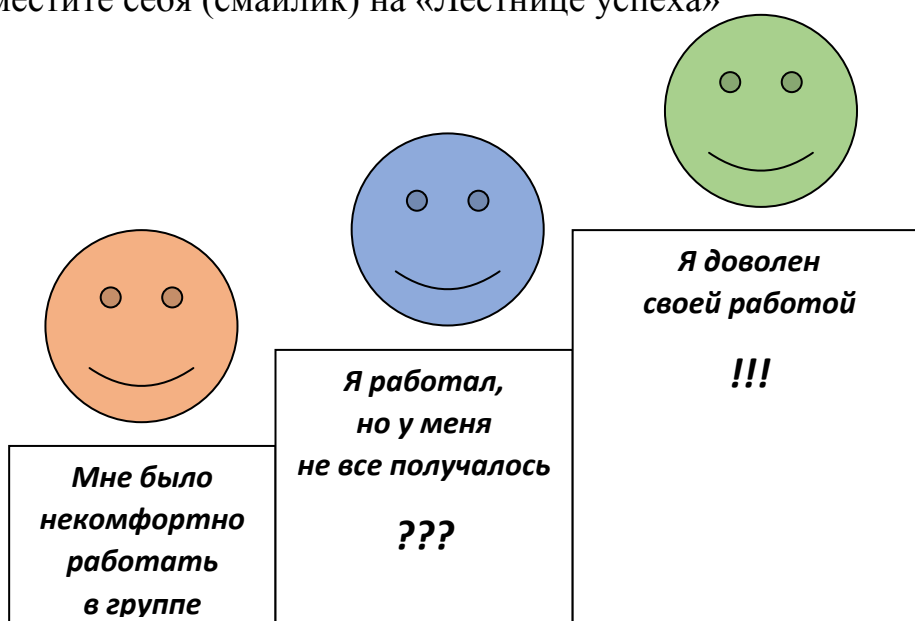 себя (смайлик) на «Лестнице успеха»
Мне было
некомфортно
работать
в группе
Я работал,
но у меня
не все получалось
???
Я доволен
своей работой
!!!